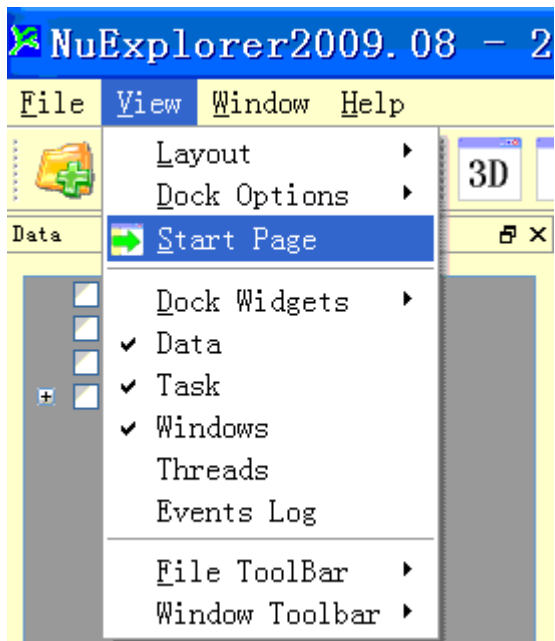 NuExplorer2009.08 - 2
File View Window Help
Layout
Dock Options
3D
Data
Start Page
Dock Widgets
Data
Task
Windows
Threads
Events Log
File ToolBar
Window Toolbar